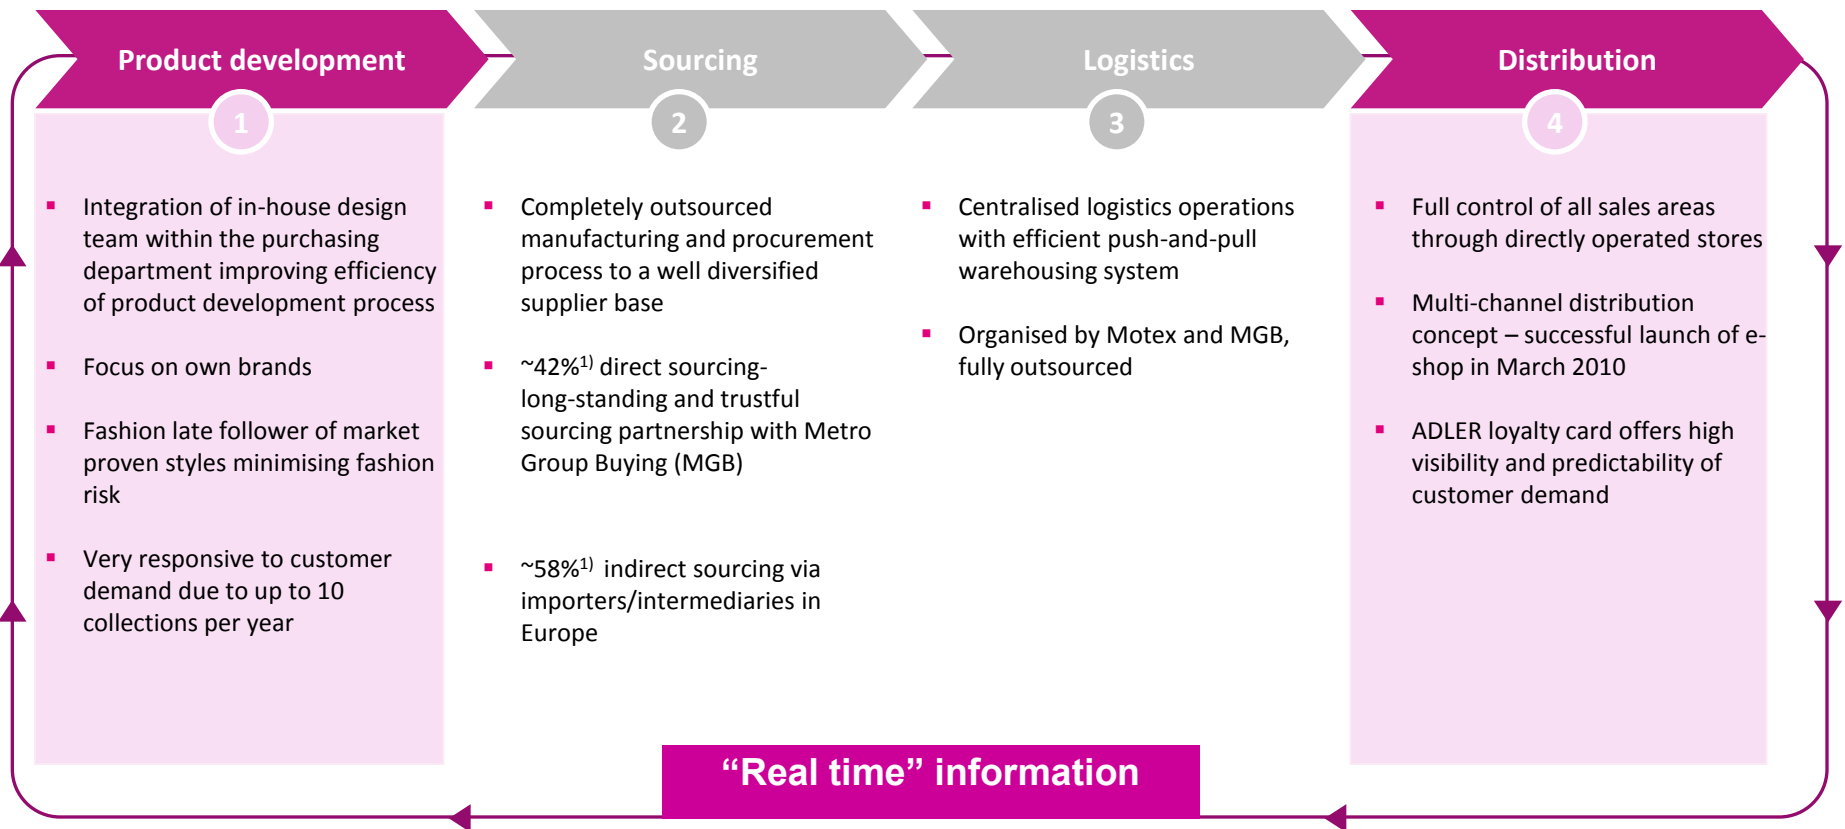 Product development
1
Integration of in-house design
team within the purchasing
department improving efficiency
of product development process
Focus on own brands
Fashion late follower of market
proven styles minimising fashion
risk
Very responsive to customer
demand due to up to 10
collections per year
Sourcing
2
Completely outsourced
manufacturing and procurement
process to a well diversified
supplier base
~42%1) direct sourcing-
long-standing and trustful
sourcing partnership with Metro
Group Buying (MGB)
~58%1) indirect sourcing via
importers/intermediaries in
Europe
Logistics
3
Centralised logistics operations
with efficient push-and-pull
warehousing system
Organised by Motex and MGB,
fully outsourced
Distribution
4
Full control of all sales areas
through directly operated stores
Multi-channel distribution
concept – successful launch of e-
shop in March 2010
ADLER loyalty card offers high
visibility and predictability of
customer demand
“Real time” information